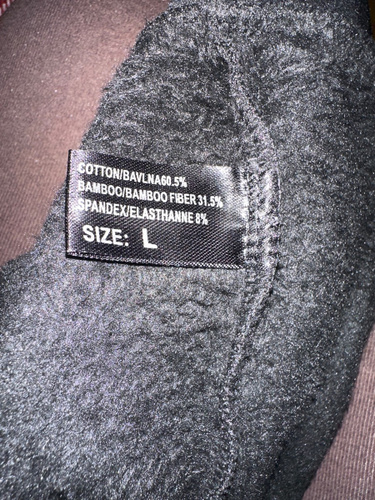 COTTON/BAVLNA60.5%
BAMBOO/BAMBOO FIBER 31.5%
SPANDEX/ELASTHANNE 8%
SIZE: L